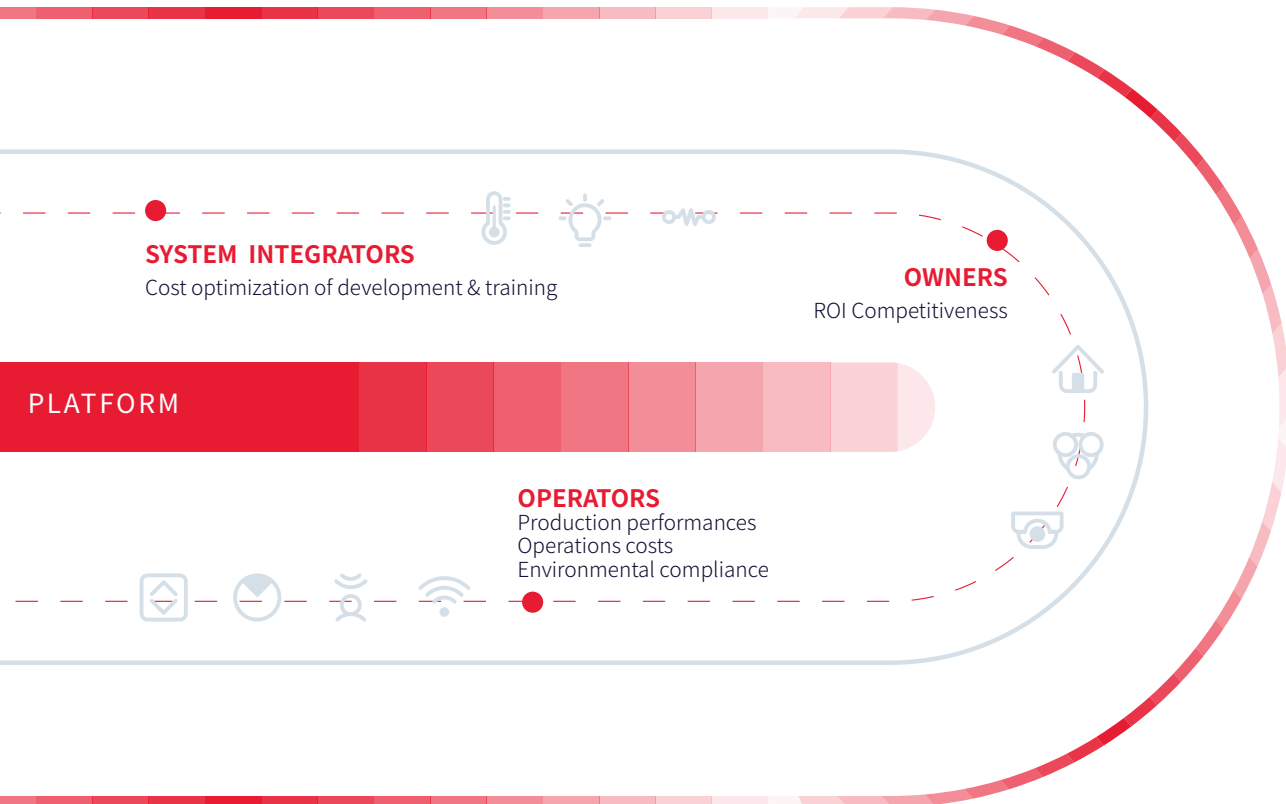 SYSTEM INTEGRATORS
Cost optimization of development & training
OWNERS
ROI Competitiveness
PLATFORM
OPERATORS
Production performances
Operations costs
Environmental compliance